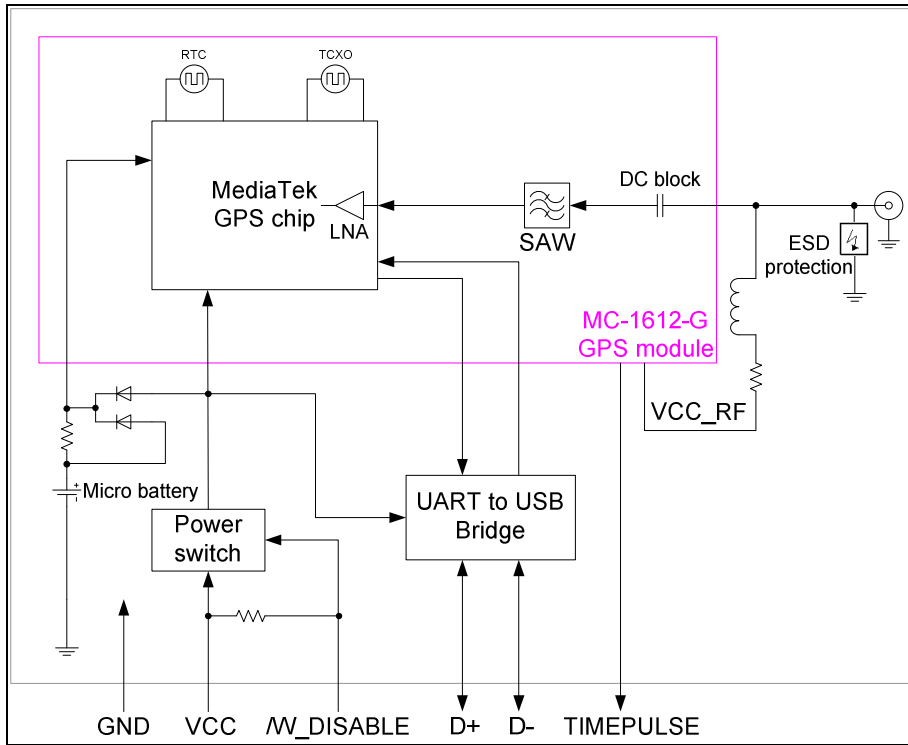 RTC
TCXO
MediaTek
GPS chip
LNA
SAW
DC block
ESD
protection
MC-1612-G
GPS module
VCC_RF
+
-
Micro battery
Power
switch
UART to USB
Bridge
GND
VCC
/W_DISABLE
D+
D-
TIMEPULSE